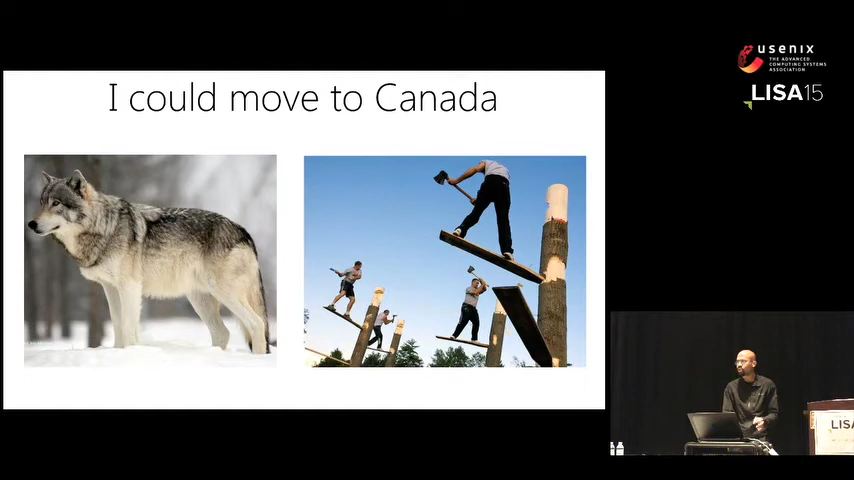 I could move to Canada
usenix
THE ADVANCED
COMPUTING SYSTEMS
ASSOCIATION
LISA15
LISA